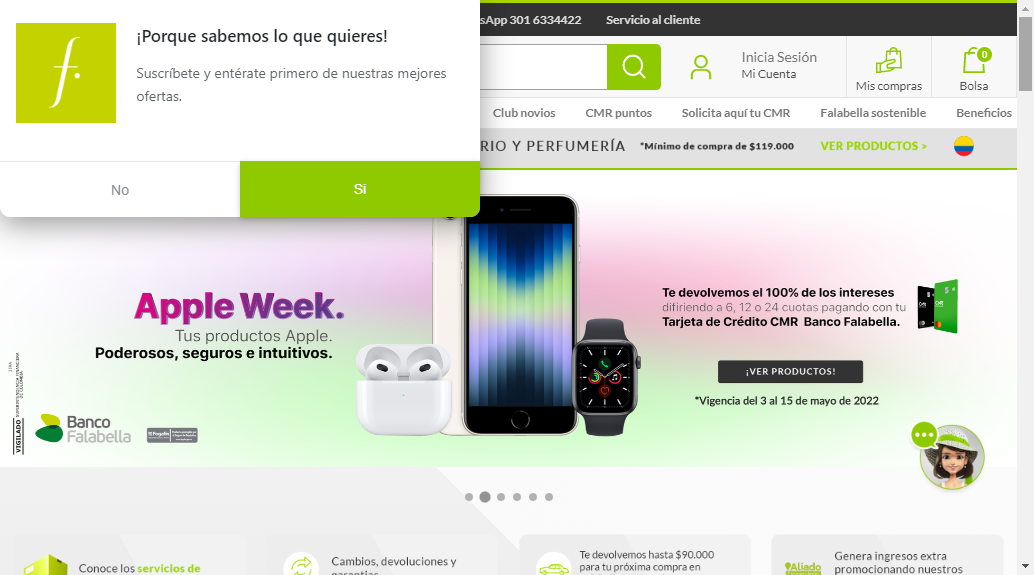 ¡Porque sabemos lo que quieres!
Suscríbete y entérate primero de nuestras mejores
ofertas.
No
Si
sApp 301 6334422
Servicio al cliente
Inicia Sesión
Mi Cuenta
Mis compras
0
Bolsa
Club novios
CMR puntos
Solicita aquí tu CMR
Falabella sostenible
Beneficios
RIO Y PERFUMERÍA
*Mínimo de compra de $119.000
VER PRODUCTOS >
Apple Week.
Tus productos Apple.
Poderosos, seguros e intuitivos.
Te devolvemos el 100% de los intereses
difiriendo a 6, 12 o 24 cuotas pagando con tu
Tarjeta de Crédito CMR Banco Falabella.
¡VER PRODUCTOS!
*Vigencia del 3 al 15 de mayo de 2022
VIGILADO
Banco
Falabella
Conoce los servicios de
Cambios, devoluciones y
garantías
Te devolvemos hasta $90.000
para tu próxima compra en
Aliado
Genera ingresos extra
promocionando nuestros